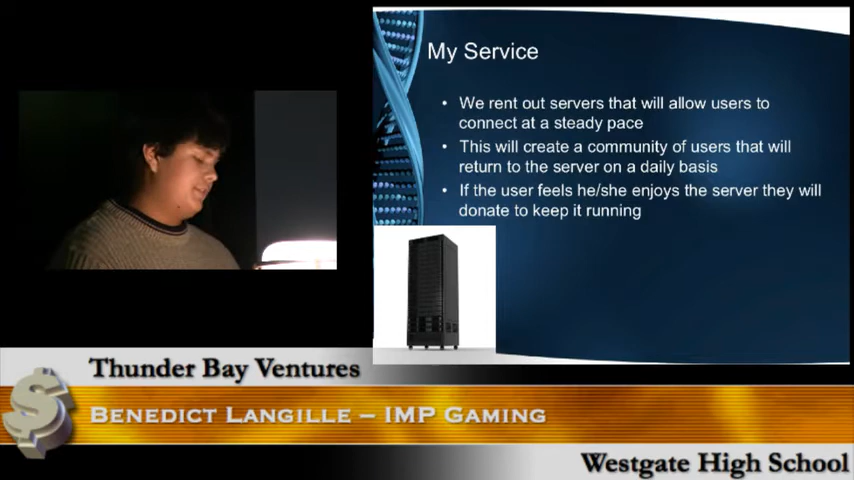 My Service
• We rent out servers that will allow users to
connect at a steady pace
• This will create a community of users that will
return to the server on a daily basis
• If the user feels he/she enjoys the server they will
donate to keep it running
Thunder Bay Ventures
Benedict Langille – IMP Gaming
Westgate High School